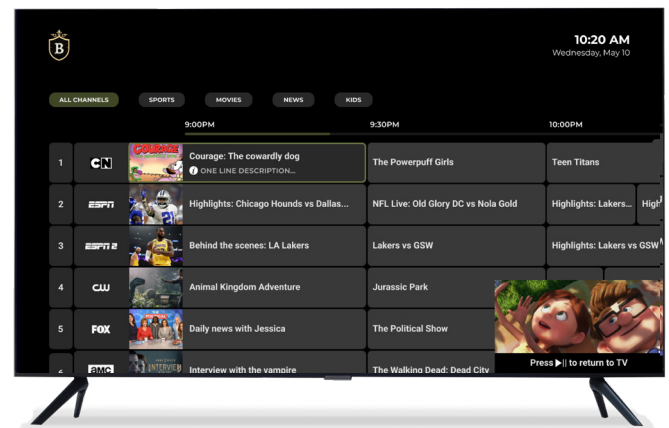 B
10:20 AM
Wednesday, May 10
ALL CHANNELS
SPORTS
MOVIES
NEWS
KIDS
9:00PM
9:30PM
10:00PM
1
CN
COURAGE
Courage: The cowardly dog
i ONE LINE DESCRIPTION...
The Powerpuff Girls
Teen Titans
2
ESPN
Highlights: Chicago Hounds vs Dallas...
NFL Live: Old Glory DC vs Nola Gold
Highlights: Lakers...
High
3
ESPN 2
Behind the scenes: LA Lakers
Lakers vs GSW
Highlights: Lakers vs GSW
4
CW
Animal Kingdom Adventure
Jurassic Park
5
FOX
Daily news with Jessica
The Political Show
6
amc
INTERVIEW
Interview with the vampire
The Walking Dead: Dead City
Press ▶|| to return to TV